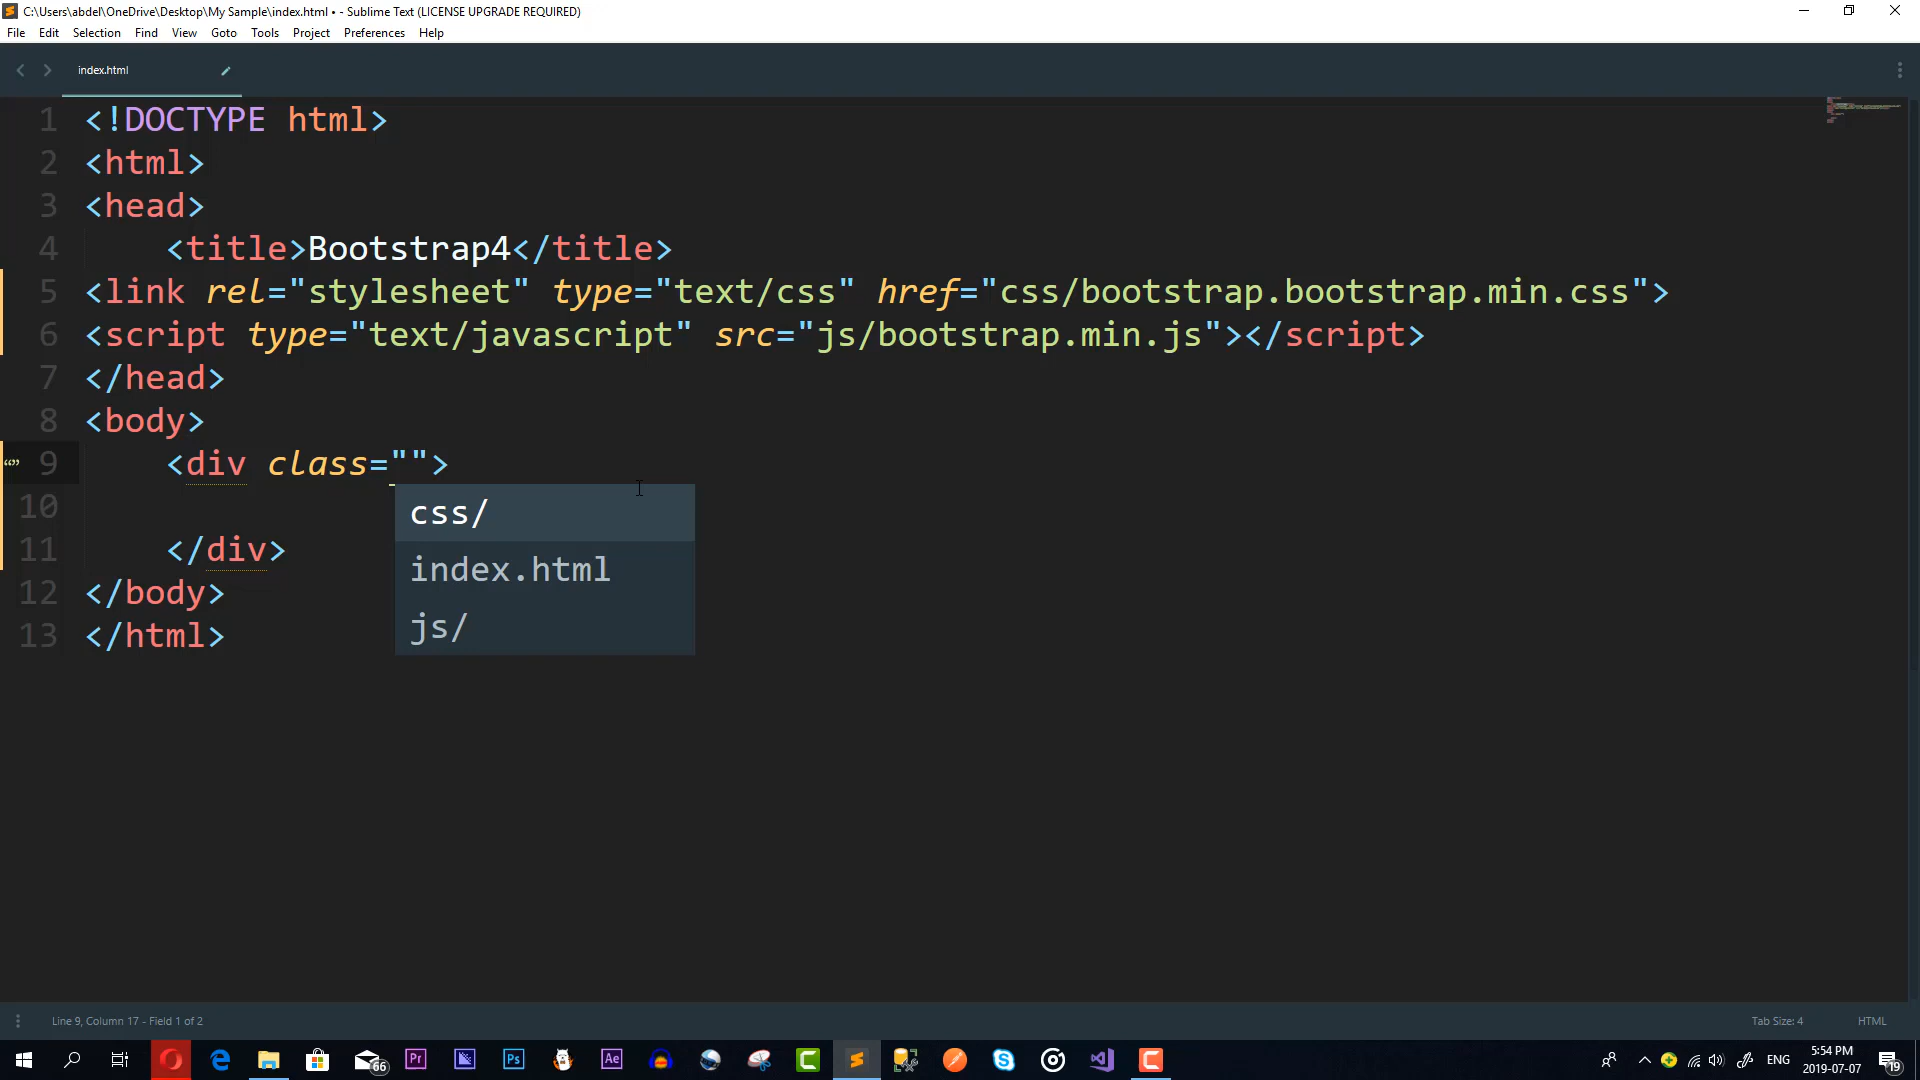 C:\Users\abdel\OneDrive\Desktop\My Sample\index.html • - Sublime Text (LICENSE UPGRADE REQUIRED)
File Edit Selection Find View Goto Tools Project Preferences Help
index.html
1 <!DOCTYPE html>
2 <html>
3 <head>
4 <title>Bootstrap4</title>
5 <link rel="stylesheet" type="text/css" href="css/bootstrap.bootstrap.min.css">
6 <script type="text/javascript" src="js/bootstrap.min.js"></script>
7 </head>
8 <body>
“” 9 <div class="">
css/
10
index.html
11 </div>
12 </body>
js/
13 </html>
Line 9, Column 17 - Field 1 of 2 Tab Size: 4 HTML
66 Pr Ps Ae ENG 5:54 PM
2019-07-07 19